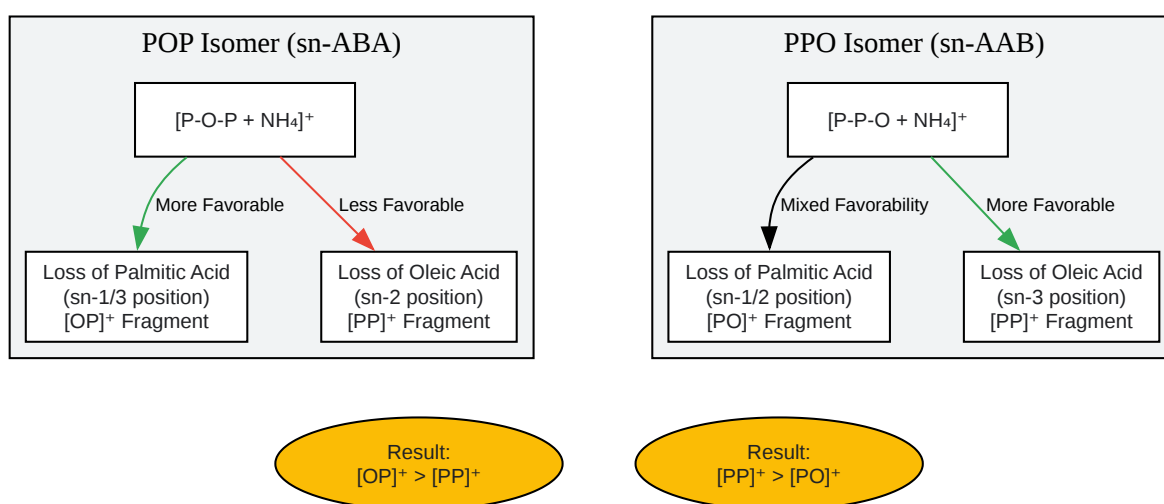 POP Isomer (sn-ABA)
[P-O-P + NH₄]⁺
More Favorable
Less Favorable
Loss of Palmitic Acid
(sn-1/3 position)
[OP]⁺ Fragment
Loss of Oleic Acid
(sn-2 position)
[PP]⁺ Fragment
PPO Isomer (sn-AAB)
[P-P-O + NH₄]⁺
Mixed Favorability
More Favorable
Loss of Palmitic Acid
(sn-1/2 position)
[PO]⁺ Fragment
Loss of Oleic Acid
(sn-3 position)
[PP]⁺ Fragment
Result:
[OP]⁺ > [PP]⁺
Result:
[PP]⁺ > [PO]⁺